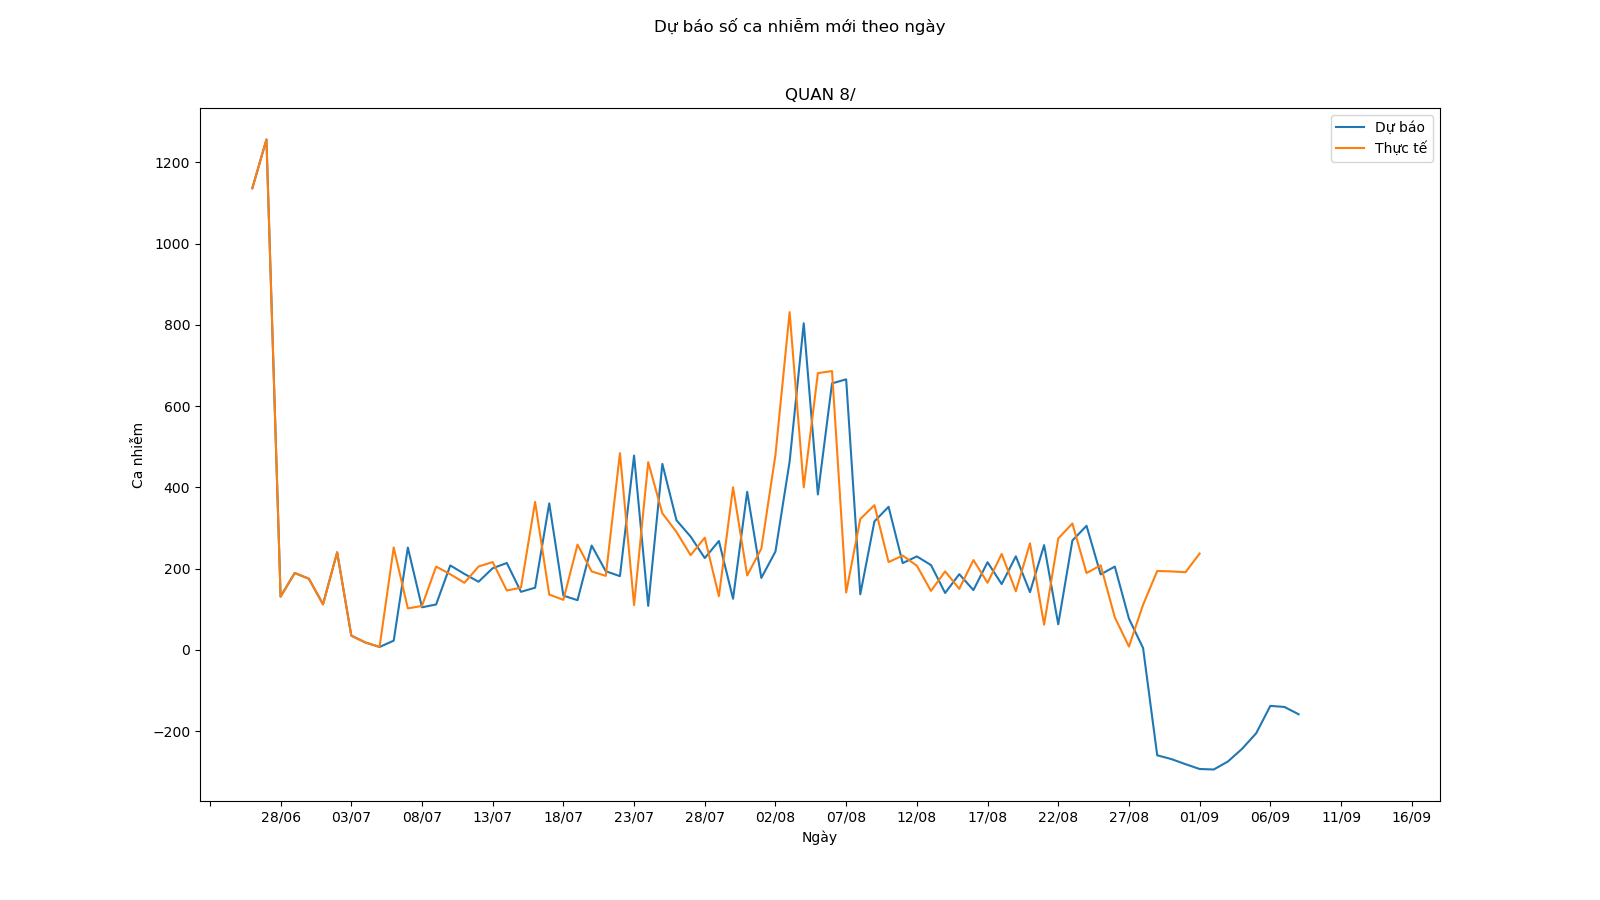 Dự báo số ca nhiễm mới theo ngày
QUAN 8/
Dự báo
Thực tế
1200
1000
800
600
400
200
0
−200
Ca nhiễm
28/06 03/07 08/07 13/07 18/07 23/07 28/07 02/08 07/08 12/08 17/08 22/08 27/08 01/09 06/09 11/09 16/09
Ngày